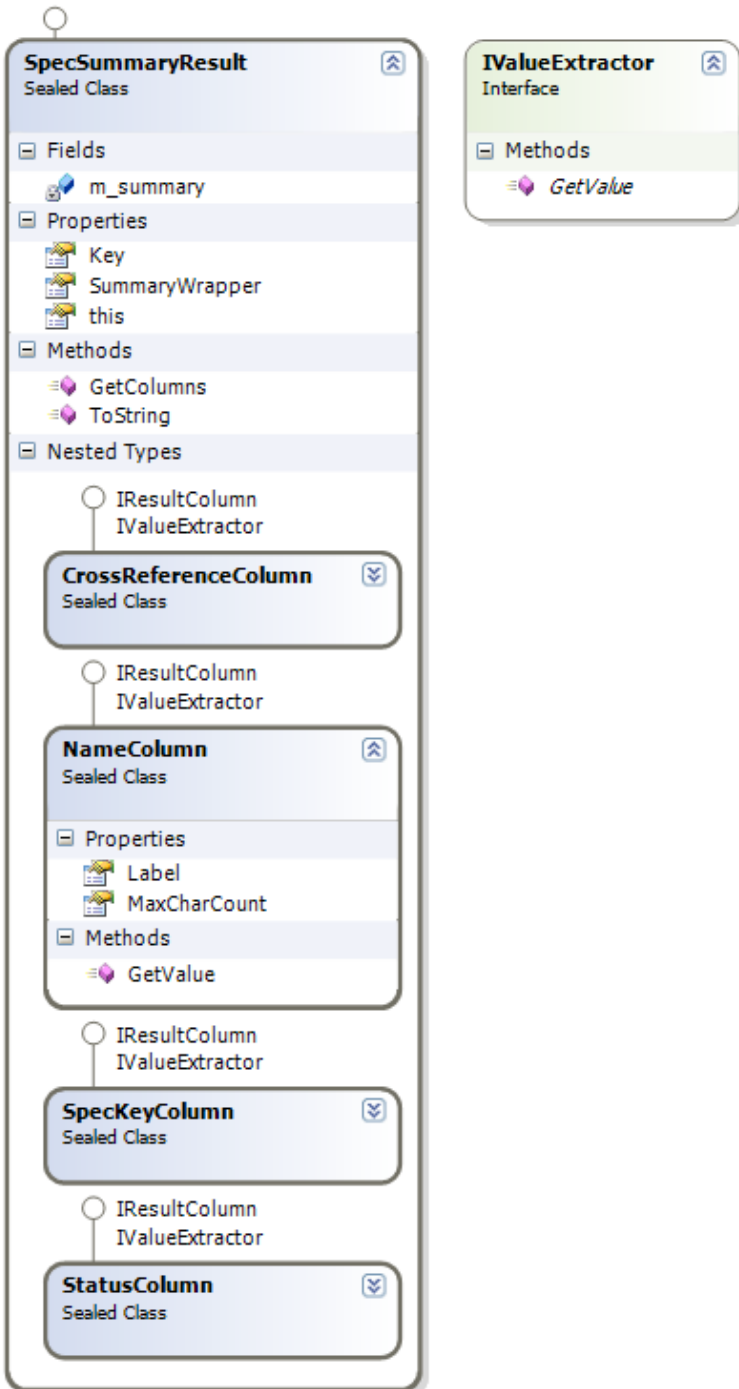 SpecSummaryResult
Sealed Class
Fields
m_summary
Properties
Key
SummaryWrapper
this
Methods
GetColumns
ToString
Nested Types
IResultColumn
IValueExtractor
CrossReferenceColumn
Sealed Class
IResultColumn
IValueExtractor
NameColumn
Sealed Class
Properties
Label
MaxCharCount
Methods
GetValue
IResultColumn
IValueExtractor
SpecKeyColumn
Sealed Class
IResultColumn
IValueExtractor
StatusColumn
Sealed Class
IValueExtractor
Interface
Methods
GetValue